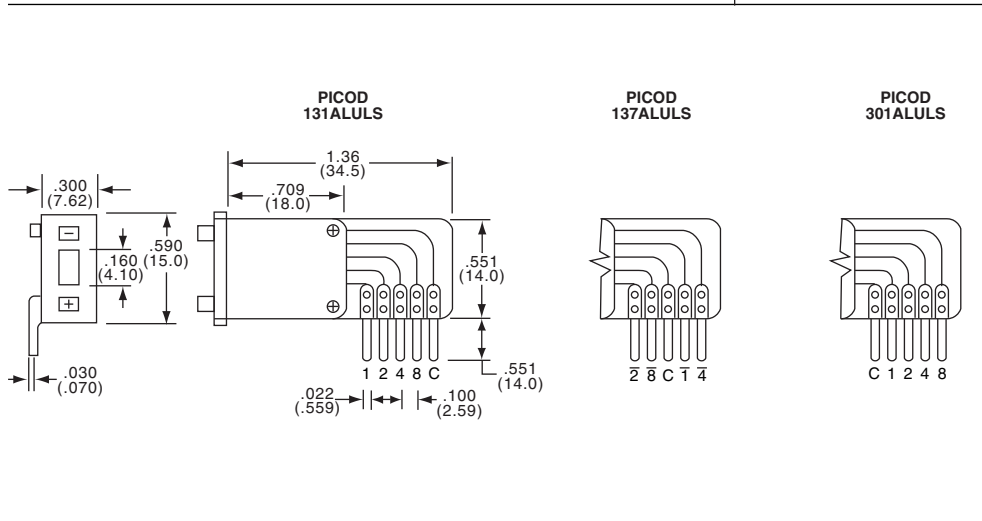 PICOD
131ALULS
PICOD
137ALULS
PICOD
301ALULS
1.36
(34.5)
.300
(7.62)
.709
(18.0)
.590
(15.0)
.160
(4.10)
.551
(14.0)
.551
(14.0)
.030
(.070)
1 2 4 8 C
.022
(.559)
.100
(2.59)
2̅ 8̅ C 1̅ 4̅
C 1 2 4 8